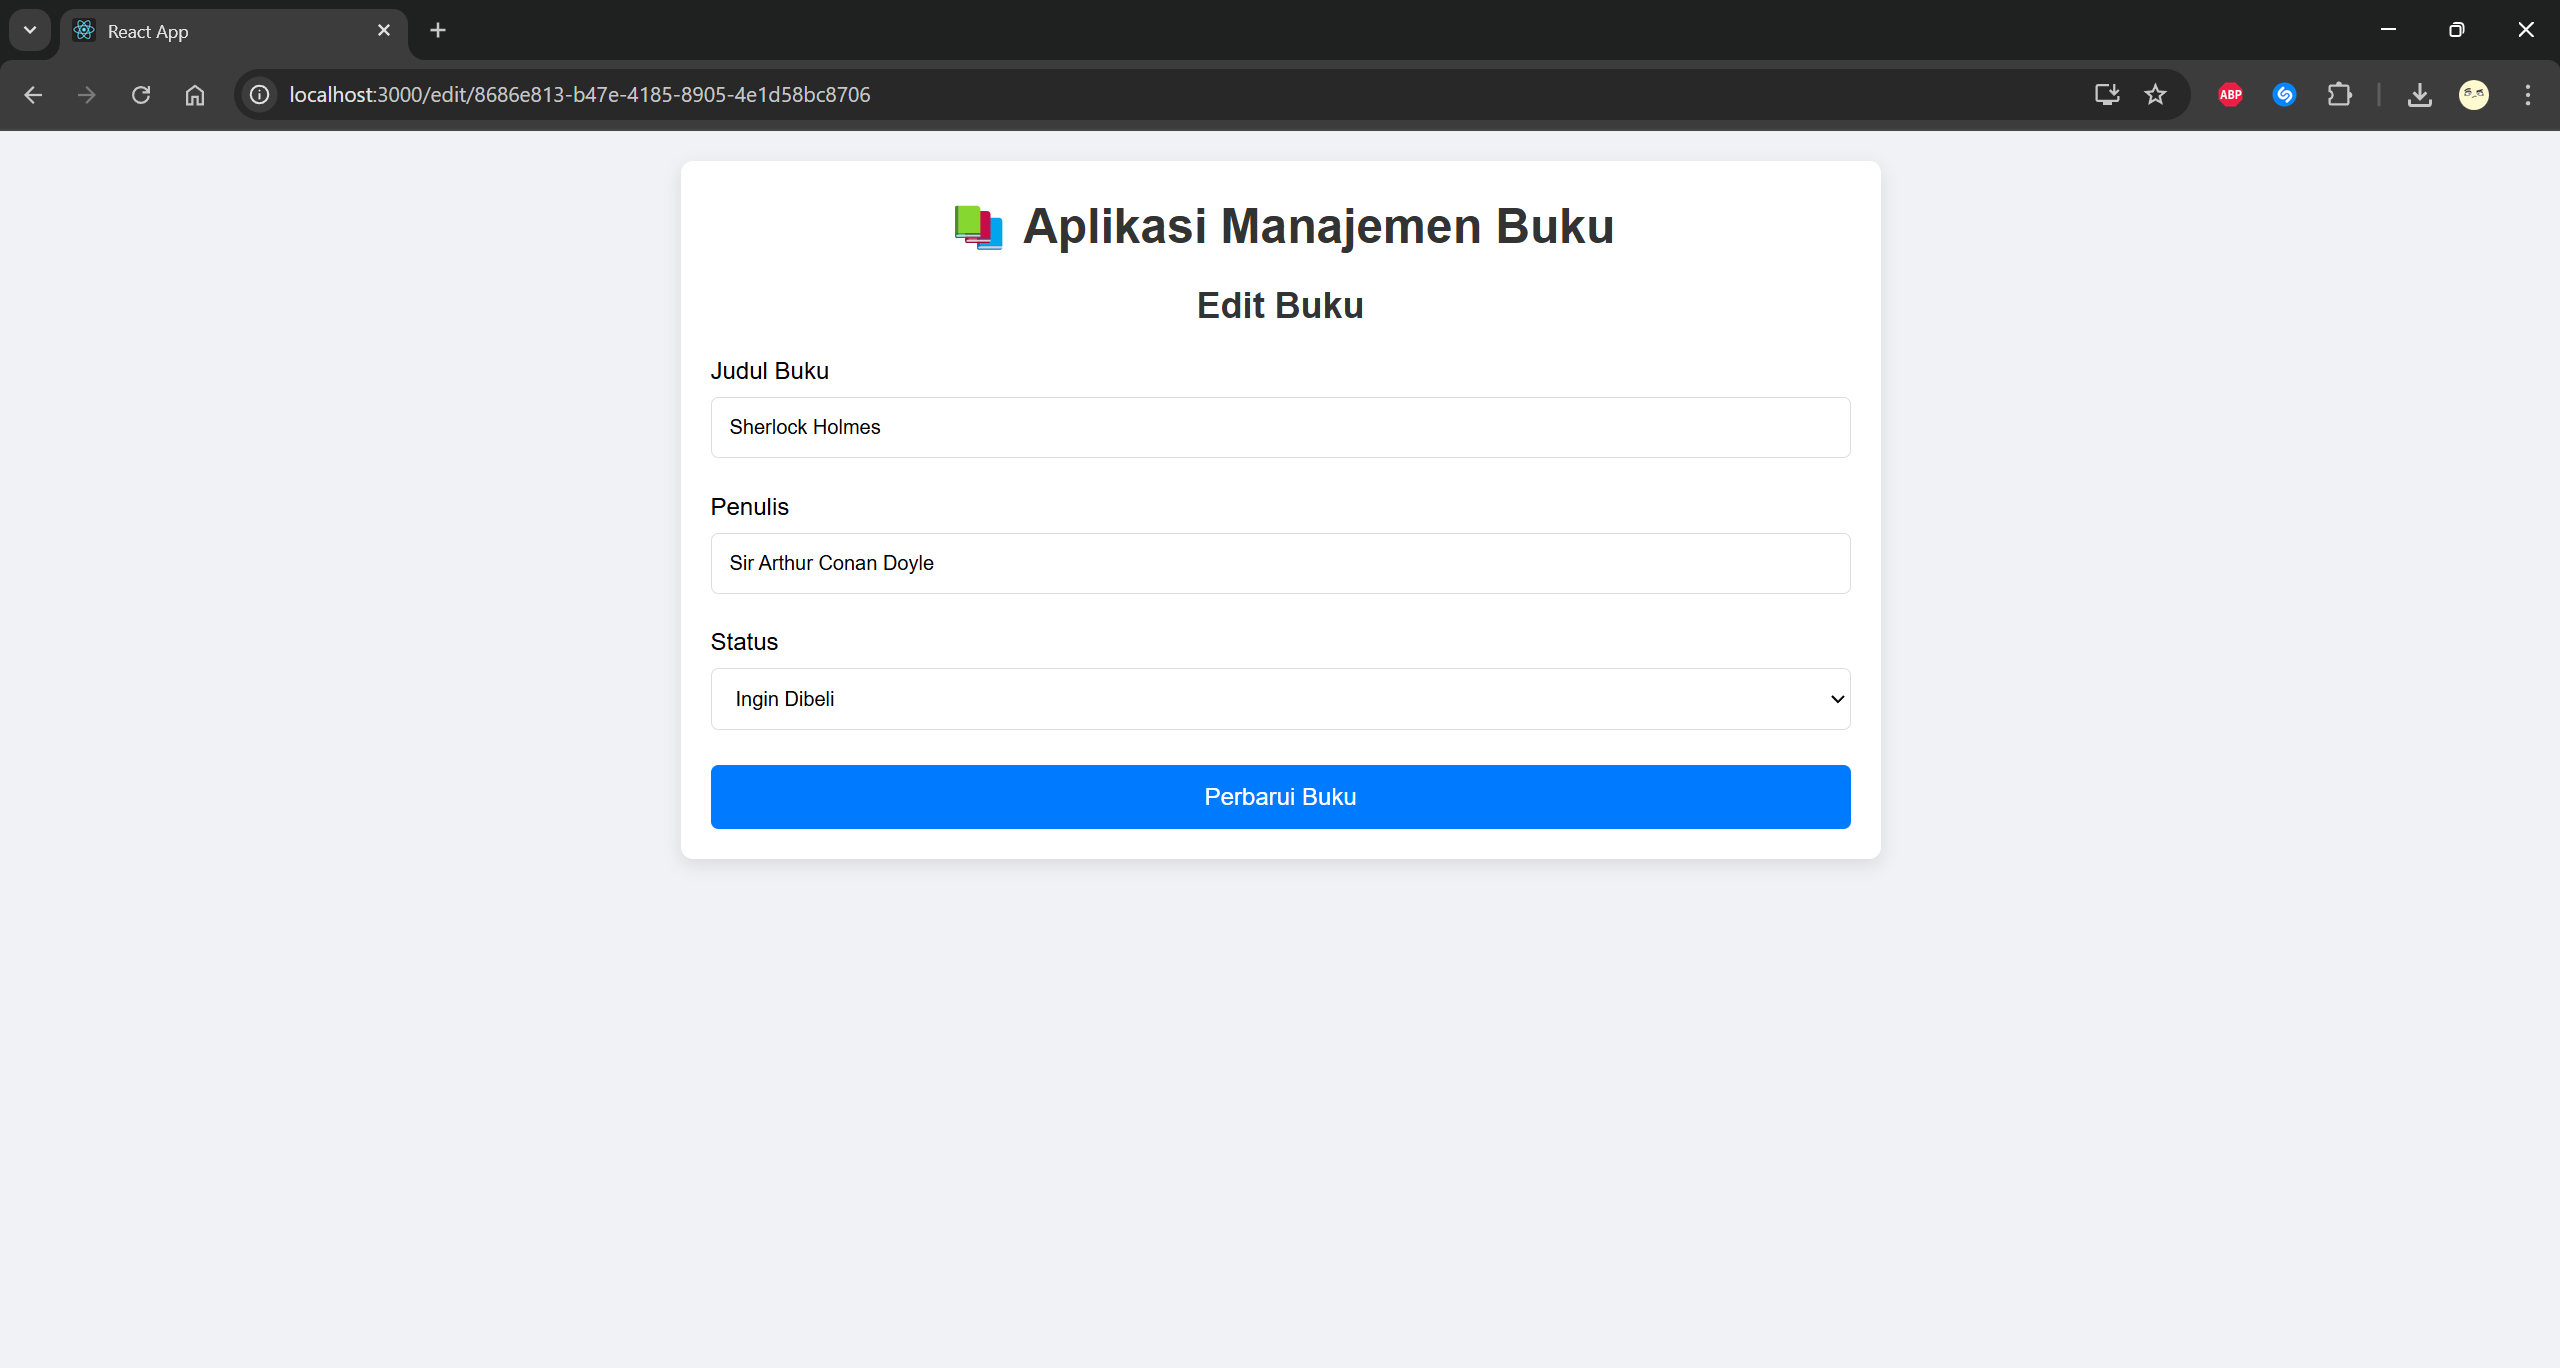 React App
localhost:3000/edit/8686e813-b47e-4185-8905-4e1d58bc8706
ABP
Aplikasi Manajemen Buku
Edit Buku
Judul Buku
Sherlock Holmes
Penulis
Sir Arthur Conan Doyle
Status
Ingin Dibeli
Perbarui Buku